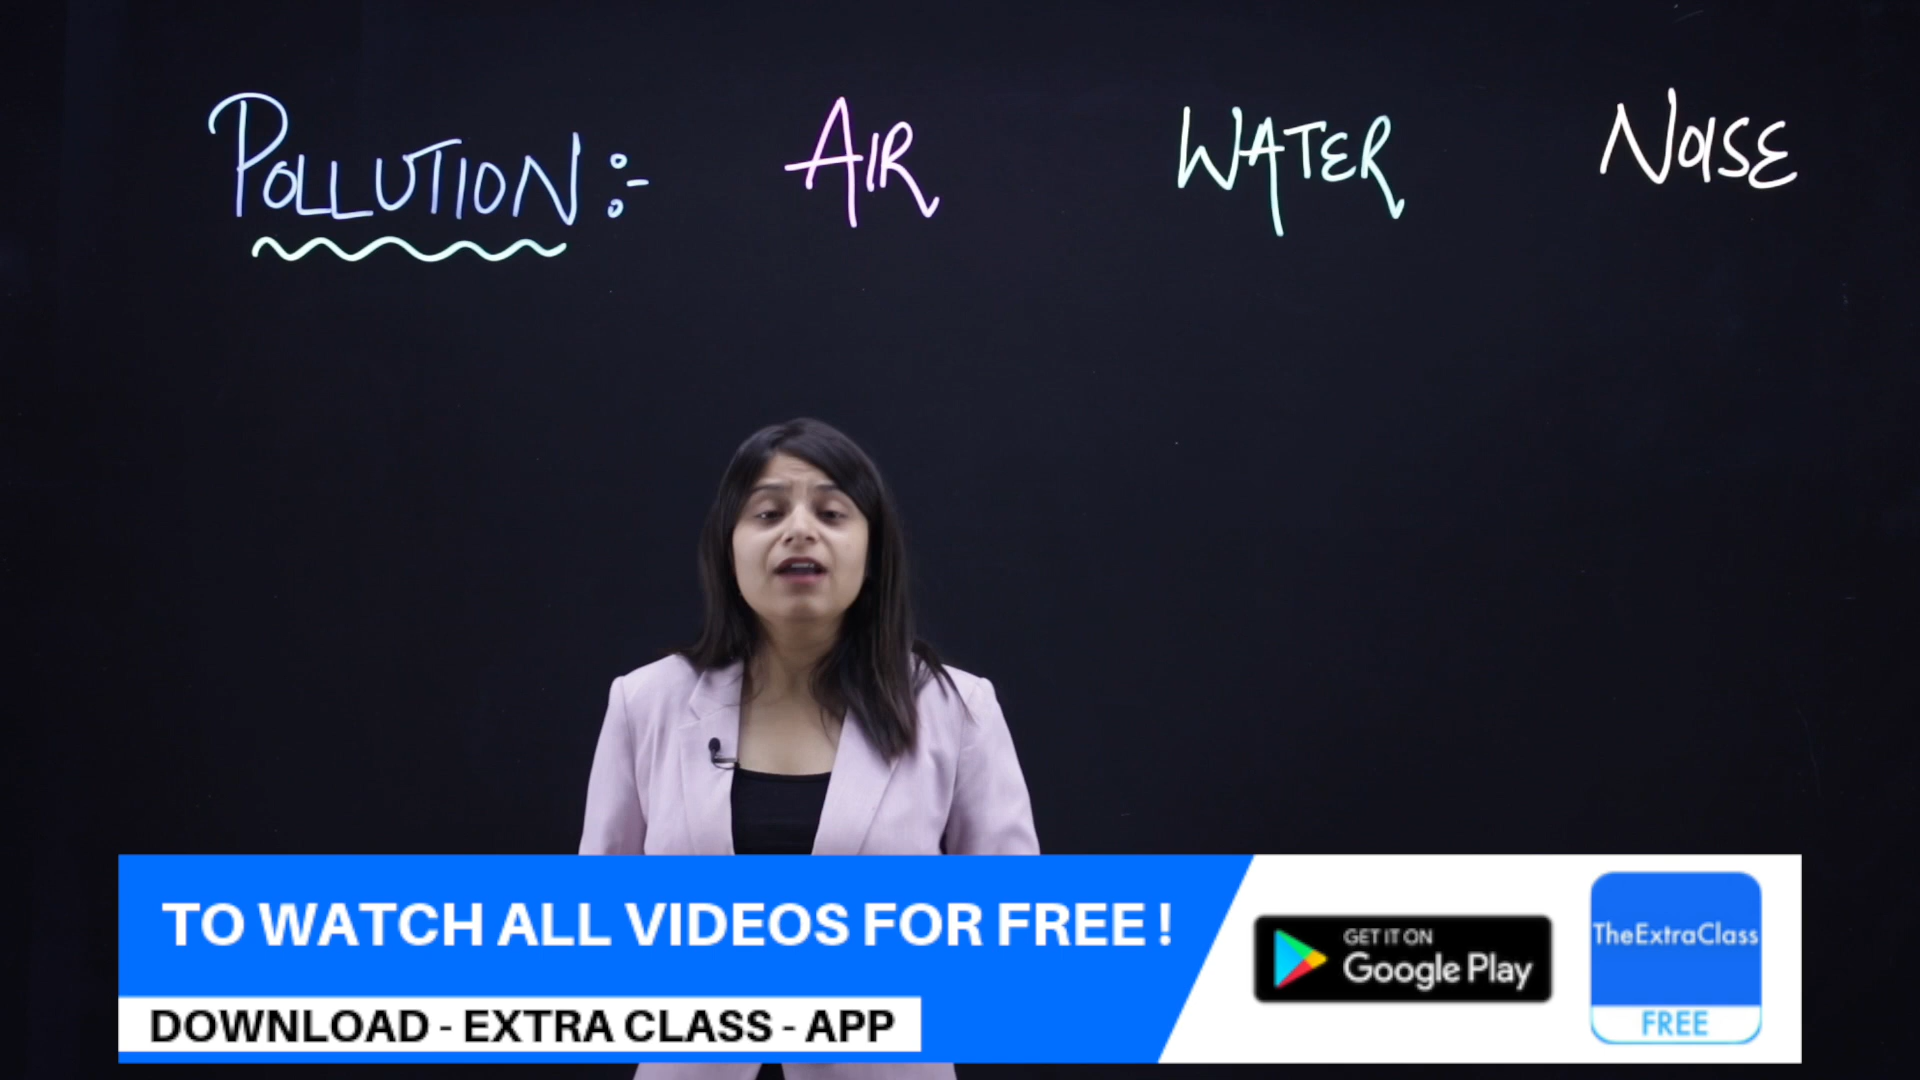 POLLUTION :- AIR WATER NOISE
TO WATCH ALL VIDEOS FOR FREE !
DOWNLOAD - EXTRA CLASS - APP
GET IT ON
Google Play
TheExtraClass
FREE